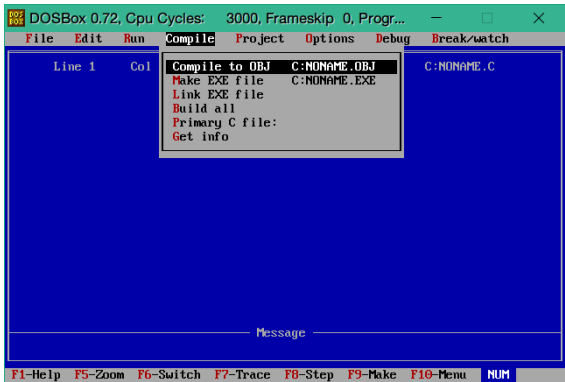 DOSBox 0.72, Cpu Cycles: 3000, Frameskip 0, Progr...
File Edit Run Compile Project Options Debug Break/watch
Line 1 Col C:NONAME.C
Compile to OBJ C:NONAME.OBJ
Make EXE file C:NONAME.EXE
Link EXE file
Build all
Primary C file:
Get info
Message
F1-Help F5-Zoom F6-Switch F7-Trace F8-Step F9-Make F10-Menu NUM